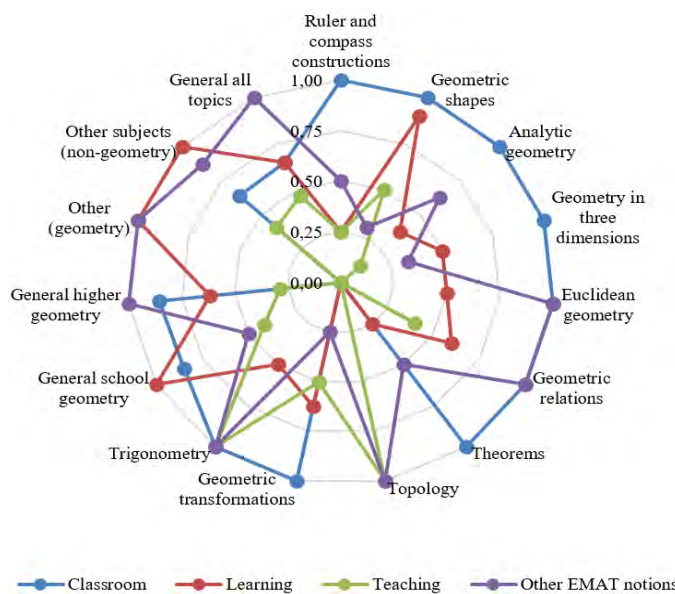 Ruler and
compass
constructions
General all
topics
Geometric
shapes
1,00
Other subjects
(non-geometry)
Analytic
geometry
0,75
Other
(geometry)
0,50
Geometry in
three
dimensions
0,25
General higher
geometry
0,00
Euclidean
geometry
General school
geometry
Geometric
relations
Trigonometry
Geometric
transformations
Topology
Theorems
Classroom
Learning
Teaching
Other EMAT notions